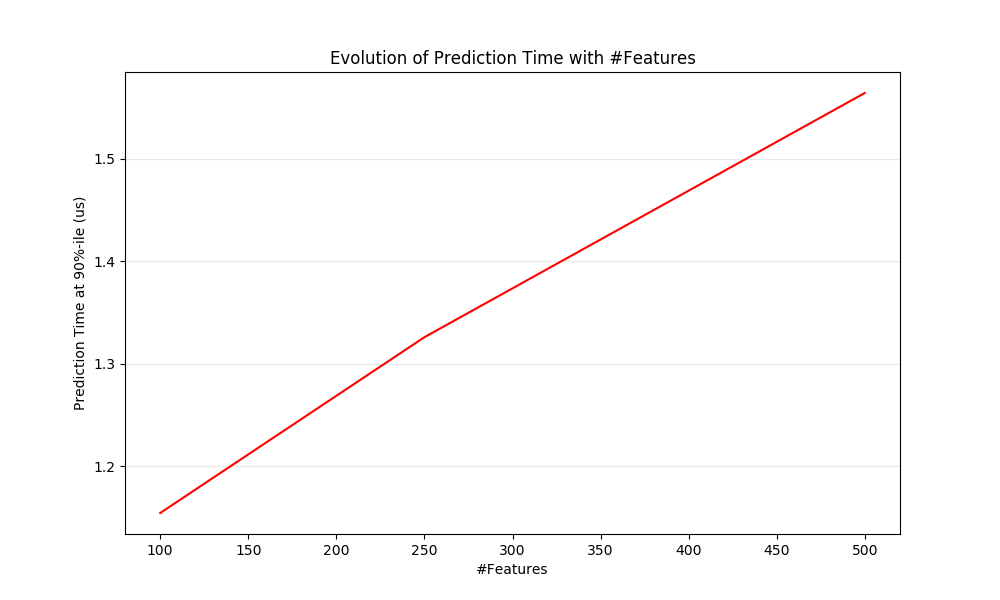 Evolution of Prediction Time with #Features
Prediction Time at 90%-ile (us)
1.5
1.4
1.3
1.2
100 150 200 250 300 350 400 450 500
#Features